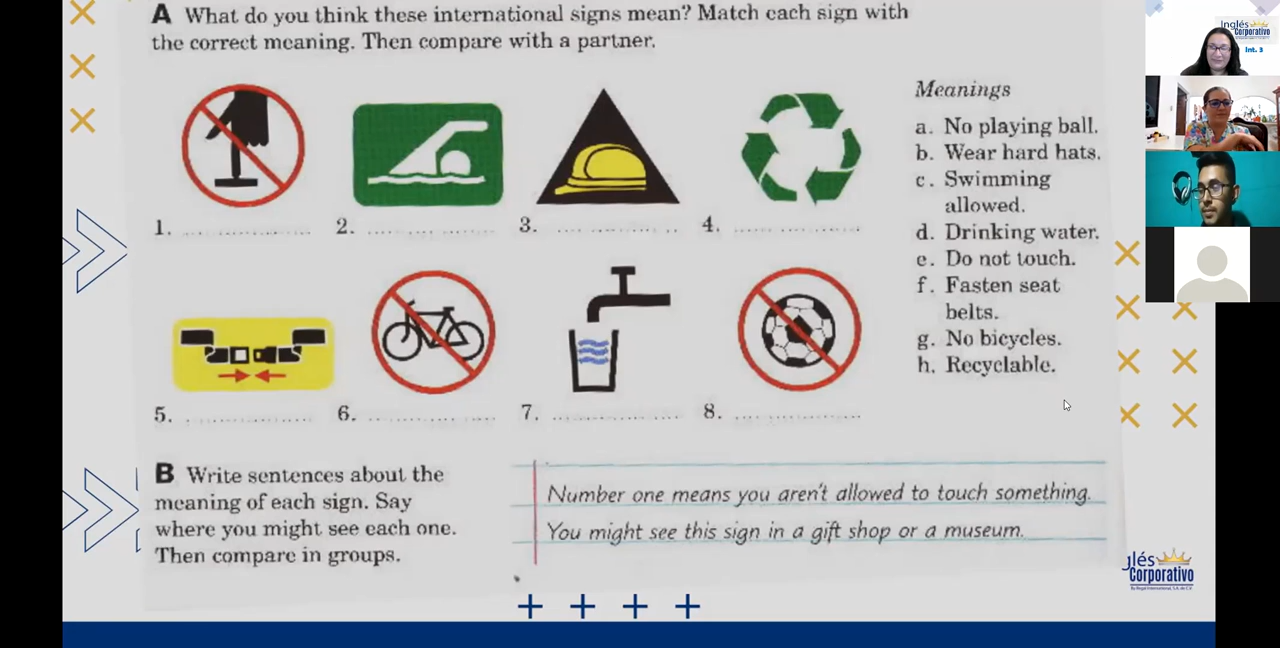 A What do you think these international signs mean? Match each sign with
the correct meaning. Then compare with a partner.
1.
2.
3.
4.
5.
6.
7.
8.
Meanings
a. No playing ball.
b. Wear hard hats.
c. Swimming
allowed.
d. Drinking water.
e. Do not touch.
f. Fasten seat
belts.
g. No bicycles.
h. Recyclable.
B Write sentences about the
meaning of each sign. Say
where you might see each one.
Then compare in groups.
Number one means you aren't allowed to touch something.
You might see this sign in a gift shop or a museum.
Inglés
Corporativo
Int. 3
glés
Corporativo